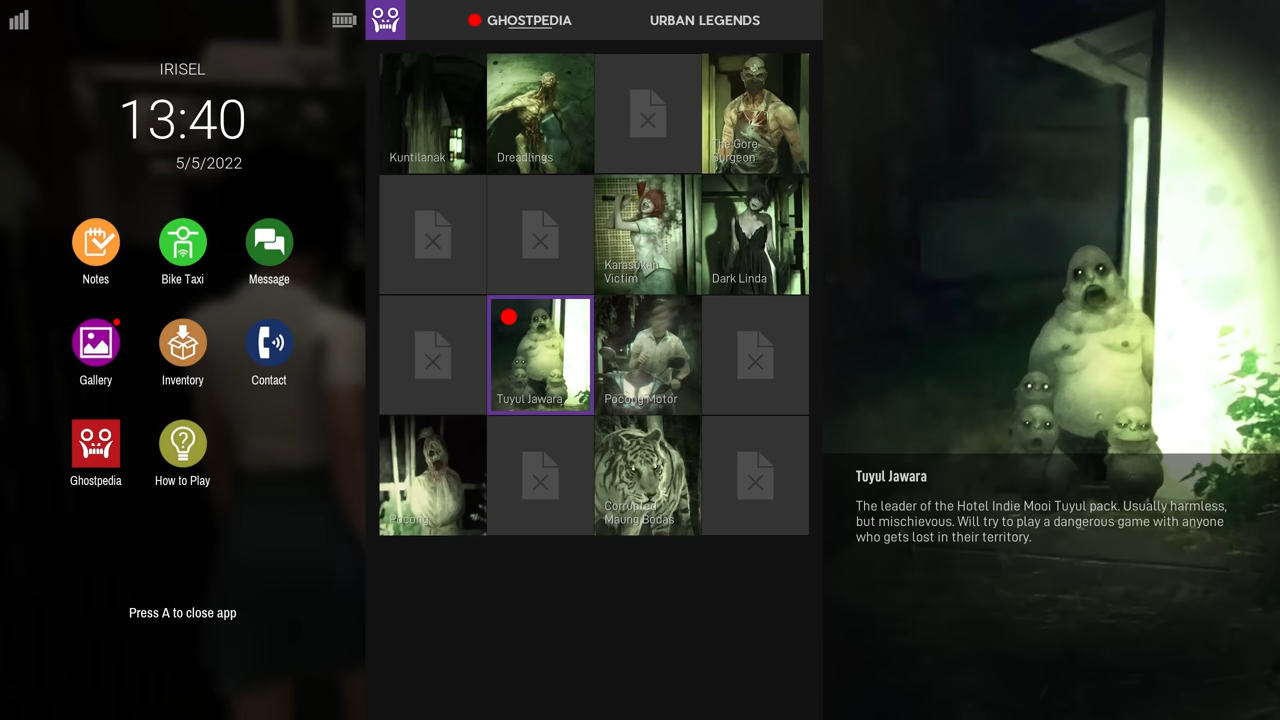 IRISEL
13:40
5/5/2022
Notes
Bike Taxi
Message
Gallery
Inventory
Contact
Ghostpedia
How to Play
Press A to close app
GHOSTPEDIA
URBAN LEGENDS
Kuntilanak
Dreadlings
The Gore
Surgeon
Karasukan
Victim
Dark Linda
Tuyul Jawara
Pocong Motor
Pocong
Corrupted
Maung Bodas
Tuyul Jawara
The leader of the Hotel Indie Mooi Tuyul pack. Usually harmless,
but mischievous. Will try to play a dangerous game with anyone
who gets lost in their territory.